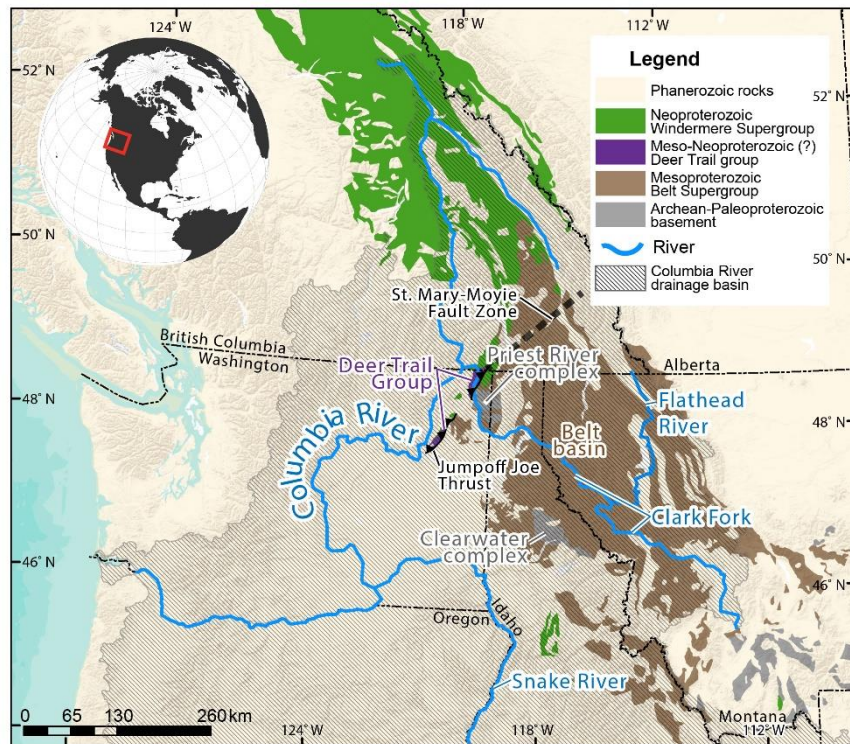 124° W
118° W
112° W
52° N
52° N
Legend
Phanerozoic rocks
Neoproterozoic
Windermere Supergroup
Meso-Neoproterozoic (?)
Deer Trail group
Mesoproterozoic
Belt Supergroup
Archean-Paleoproterozoic
basement
River
Columbia River
drainage basin
50° N
50° N
St. Mary-Moyie
Fault Zone
British Columbia
Washington
Priest River
complex
Alberta
Deer Trail
Group
48° N
48° N
Flathead
River
Columbia River
Belt
basin
Jumpoff Joe
Thrust
Clark Fork
Clearwater
complex
46° N
46° N
Idaho
Oregon
Snake River
0 65 130 260 km
Montana
124° W
118° W
112° W